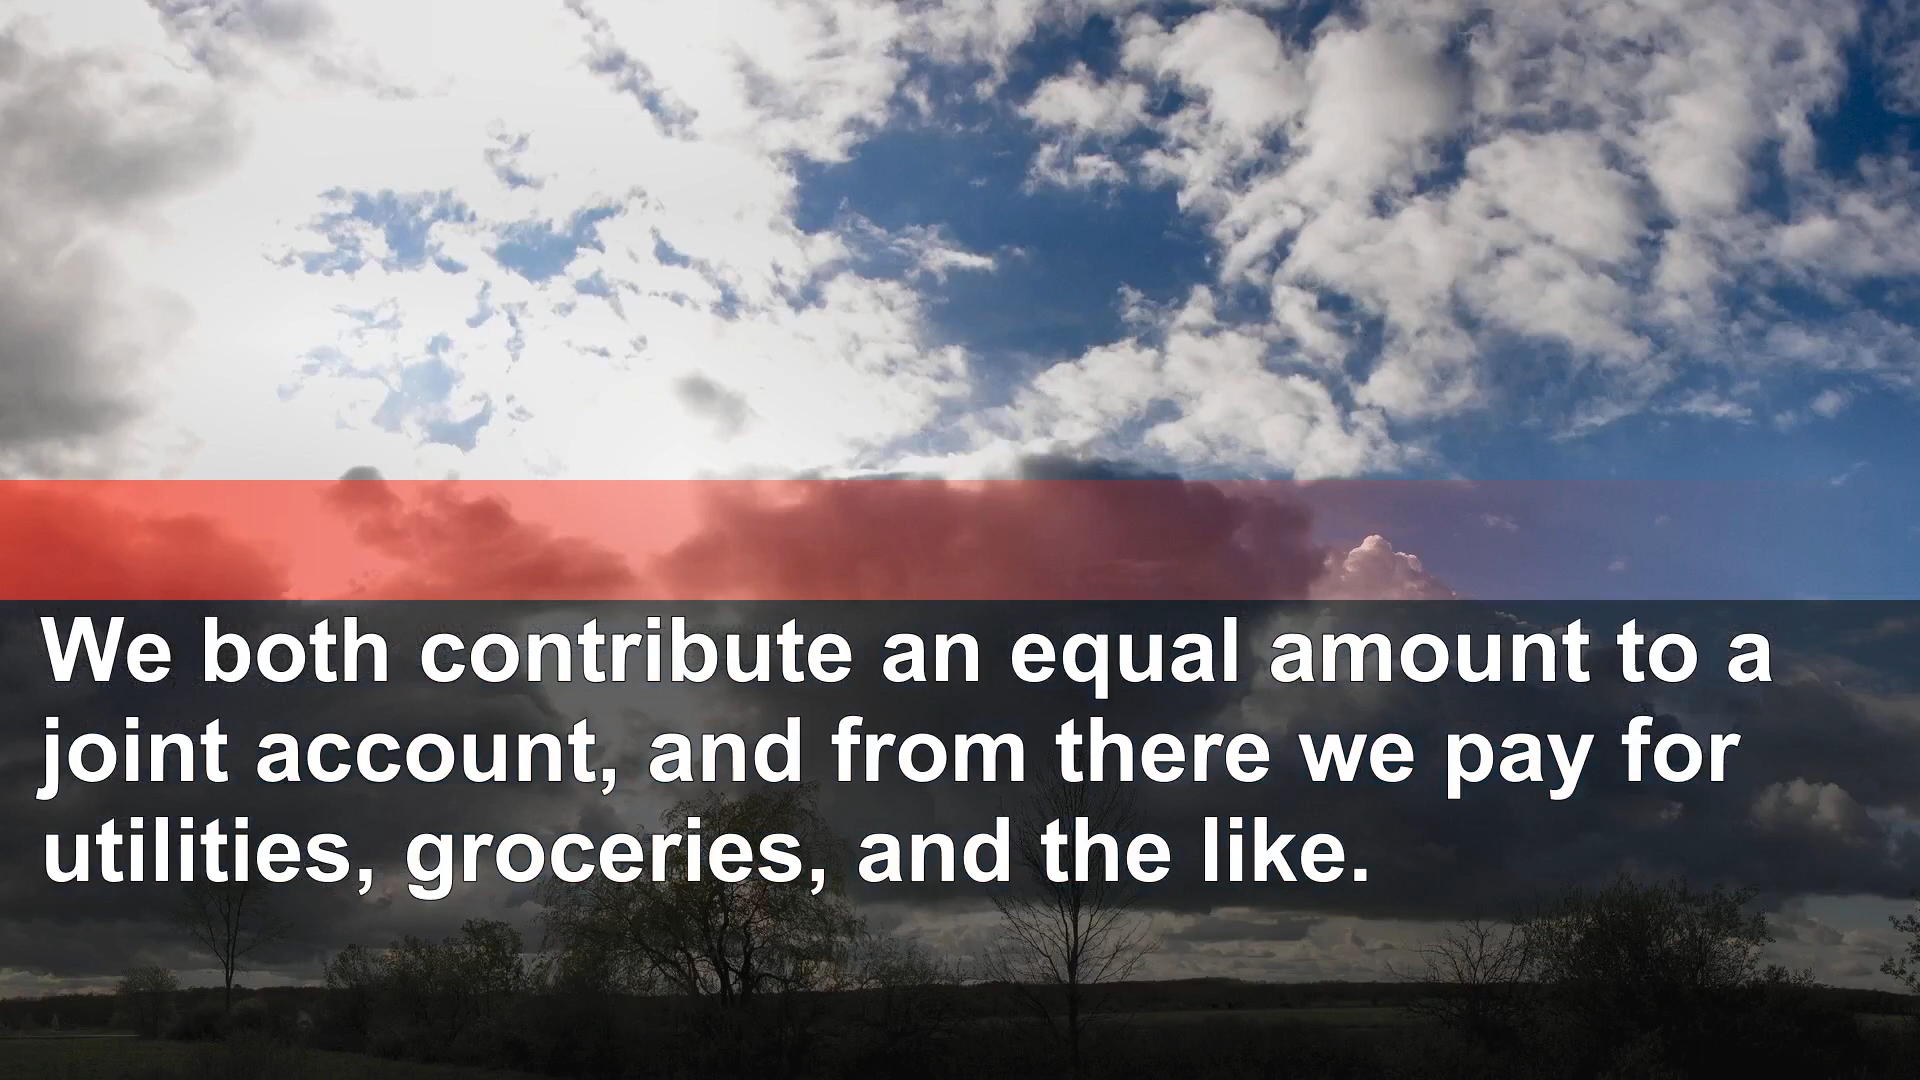 We both contribute an equal amount to a
joint account, and from there we pay for
utilities, groceries, and the like.